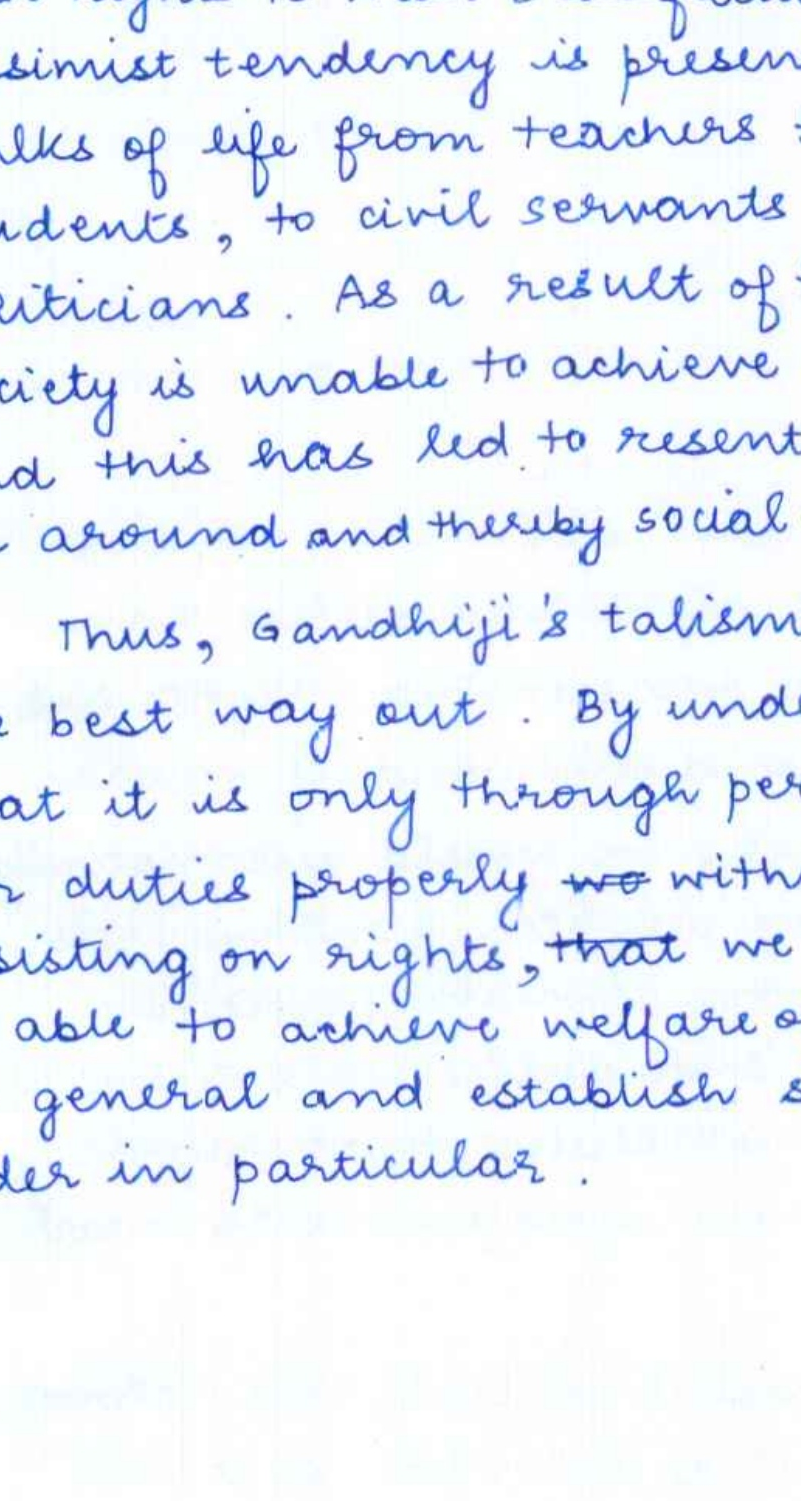 simist tendency is presen
lks of life from teachers
udents, to civil servants
iticians. As a result of
ciety is unable to achieve
d this has led to resent
around and thereby social
Thus, Gandhiji's talism
best way out. By unde
at it is only through per
duties properly wo with
sisting on rights, that we
able to achieve welfare o
general and establish s
der in particular.